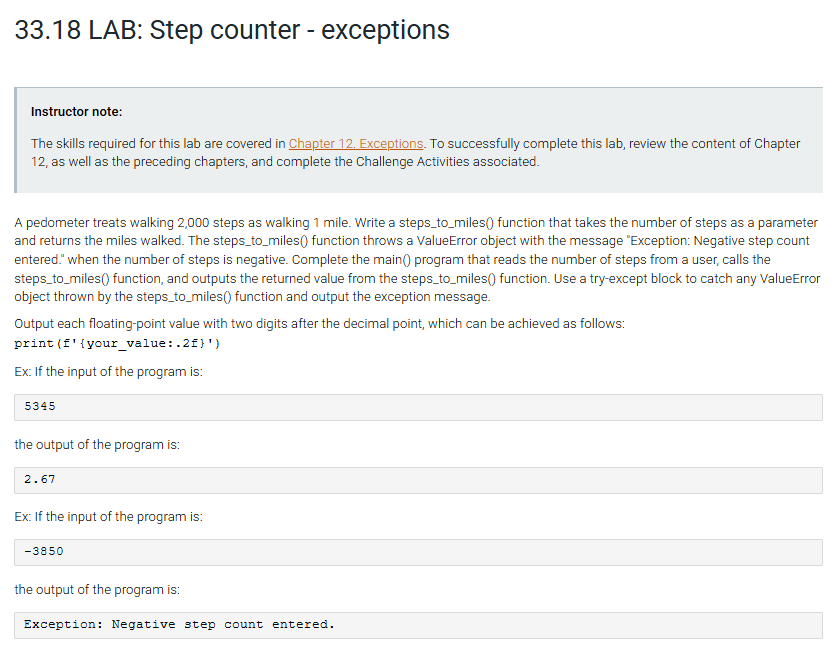 33.18 LAB: Step counter - exceptions
Instructor note:
The skills required for this lab are covered in Chapter 12. Exceptions. To successfully complete this lab, review the content of Chapter
12, as well as the preceding chapters, and complete the Challenge Activities associated.
A pedometer treats walking 2,000 steps as walking 1 mile. Write a steps_to_miles() function that takes the number of steps as a parameter
and returns the miles walked. The steps_to_miles() function throws a ValueError object with the message "Exception: Negative step count
entered." when the number of steps is negative. Complete the main() program that reads the number of steps from a user, calls the
steps_to_miles() function, and outputs the returned value from the steps_to_miles() function. Use a try-except block to catch any ValueError
object thrown by the steps_to_miles() function and output the exception message.
Output each floating-point value with two digits after the decimal point, which can be achieved as follows:
print(f'{your_value:.2f}')
Ex: If the input of the program is:
5345
the output of the program is:
2.67
Ex: If the input of the program is:
-3850
the output of the program is:
Exception: Negative step count entered.